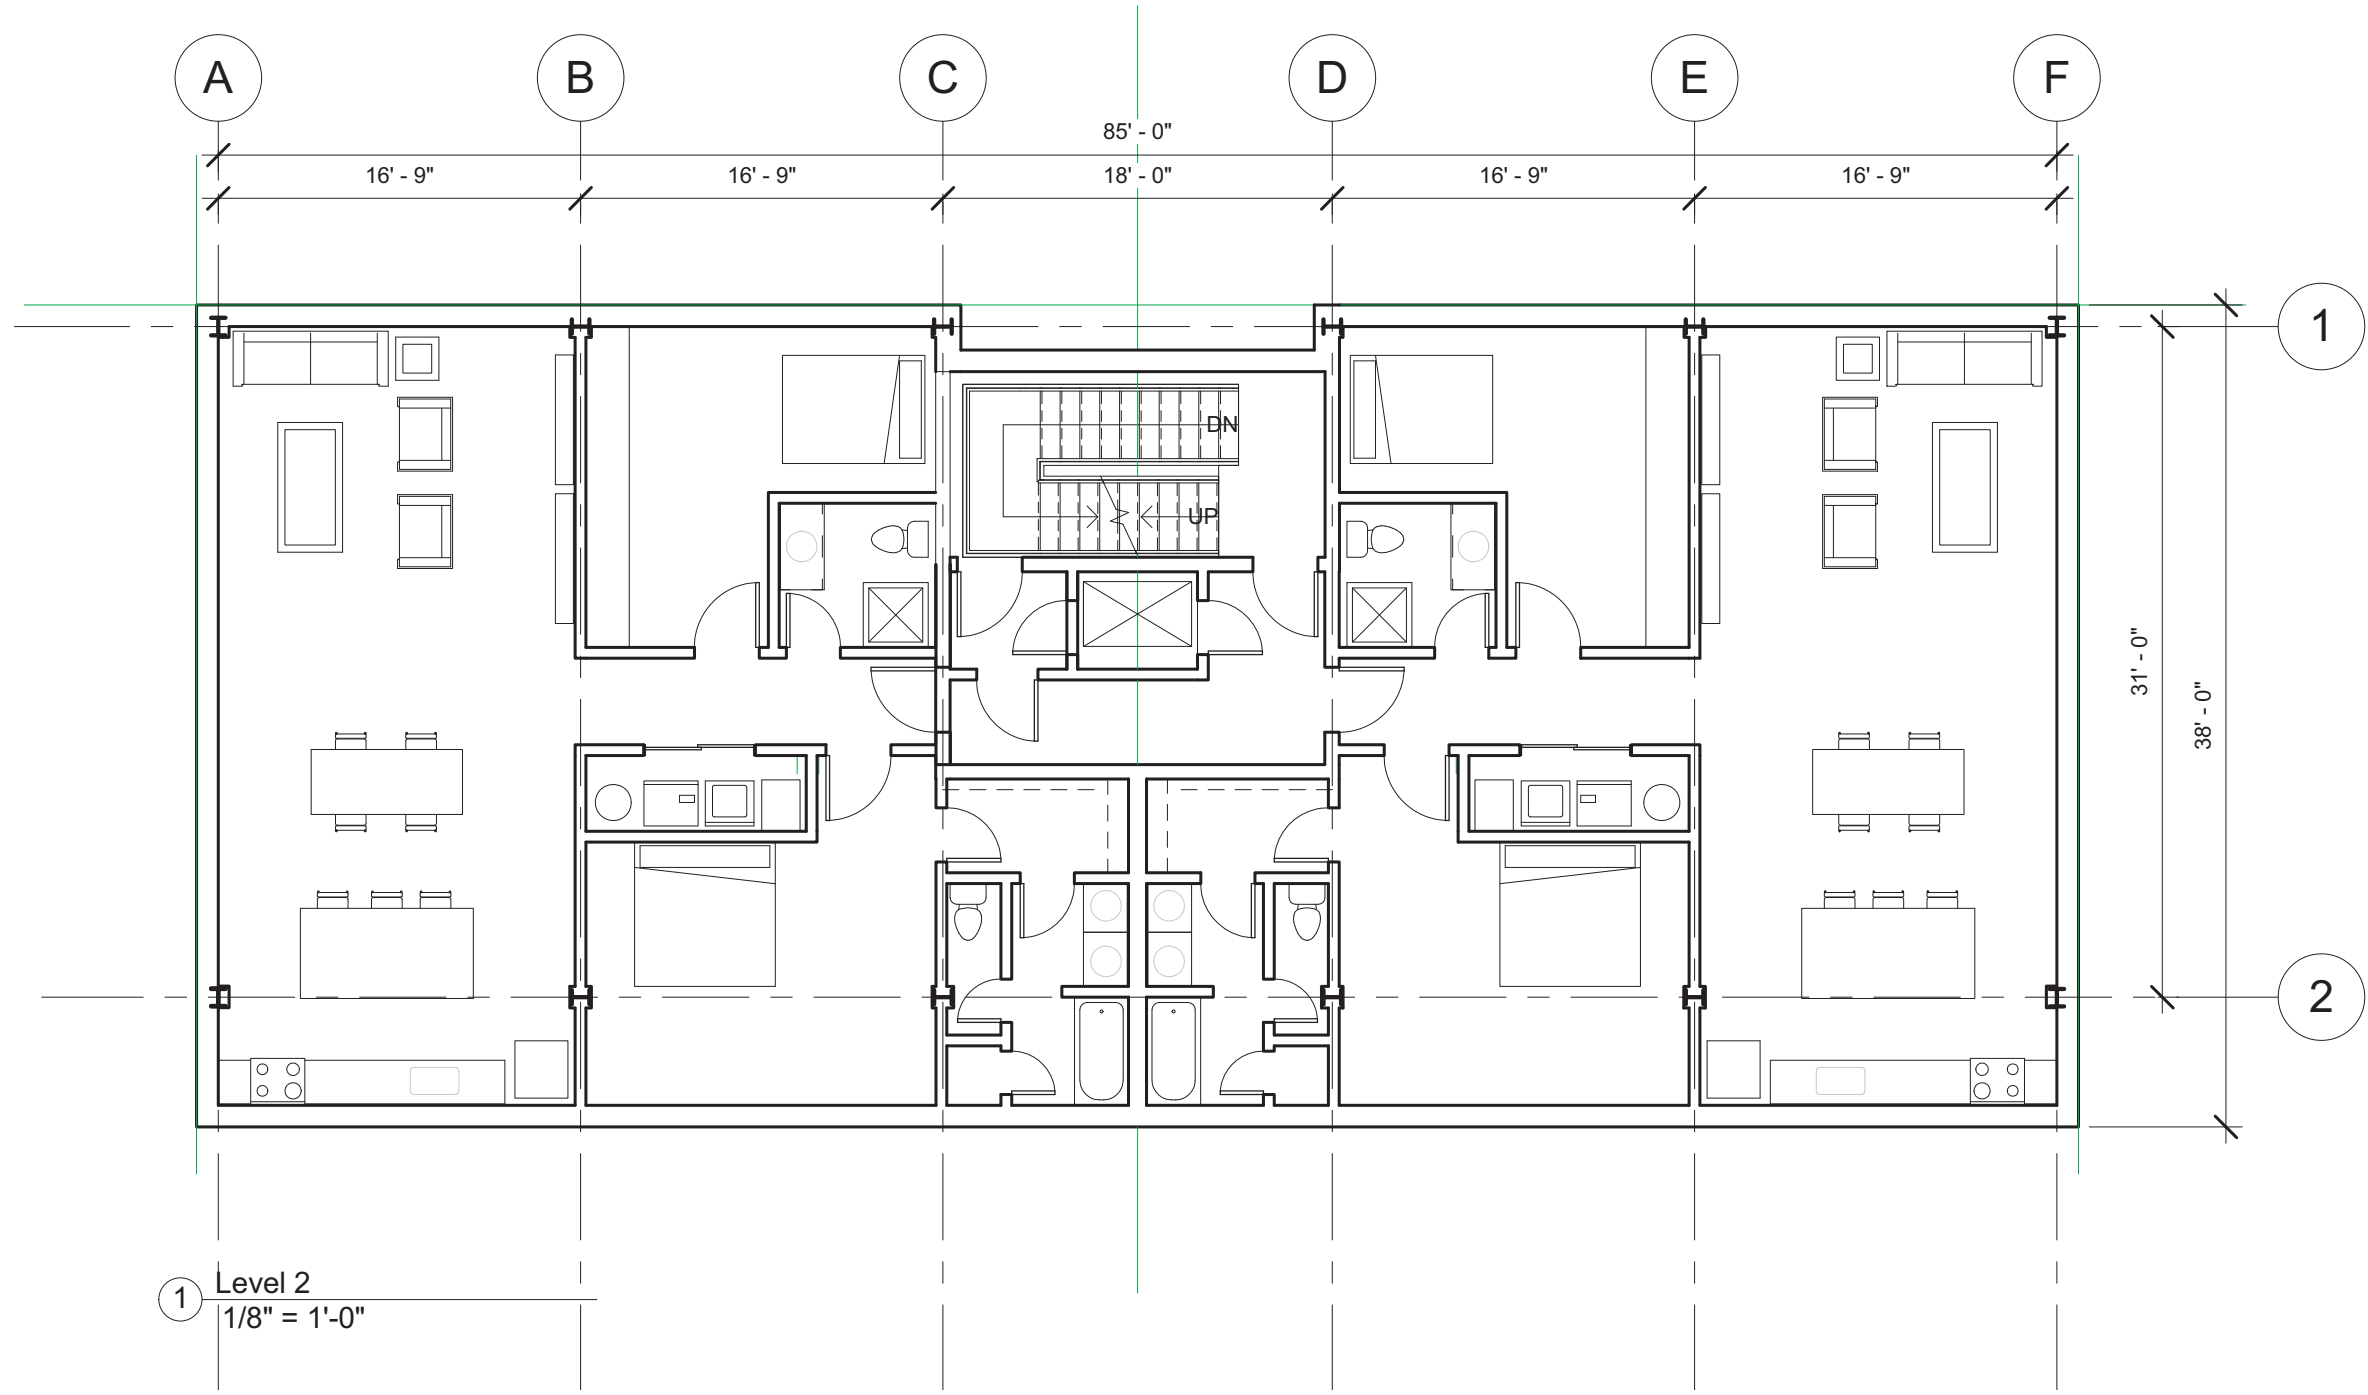 A B C D E F
85' - 0"
16' - 9" 16' - 9" 18' - 0" 16' - 9" 16' - 9"
1
DN
UP
31' - 0"
38' - 0"
2
1 Level 2
1/8" = 1'-0"